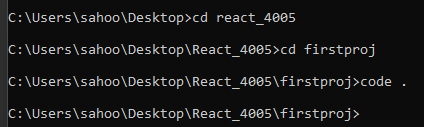 C:\Users\sahoo\Desktop>cd react_4005
C:\Users\sahoo\Desktop\React_4005>cd firstproj
C:\Users\sahoo\Desktop\React_4005\firstproj>code .
C:\Users\sahoo\Desktop\React_4005\firstproj>